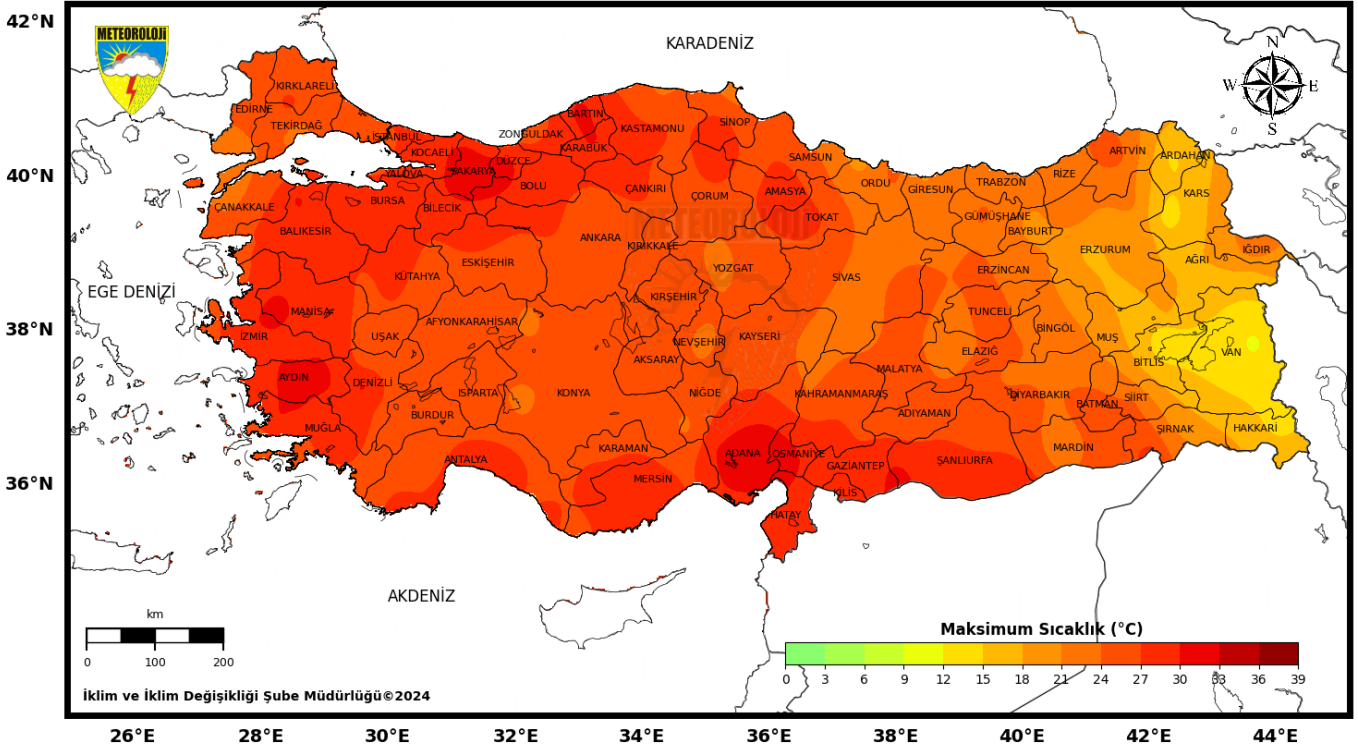 42°N
40°N
38°N
36°N
METEOROLOJİ
KARADENİZ
N
W E
S
KIRKLARELİ
EDİRNE
TEKİRDAĞ
İSTANBUL
KOCAELİ
YALOVA
SAKARYA
DÜZCE
ZONGULDAK
BARTIN
KARABÜK
KASTAMONU
SİNOP
SAMSUN
ORDU
GİRESUN
TRABZON
RİZE
ARTVİN
ARDAHAN
KARS
ÇANAKKALE
BALIKESİR
BURSA
BİLECİK
BOLU
ÇANKIRI
ÇORUM
AMASYA
TOKAT
METEOROLOJİ
GÜMÜŞHANE
BAYBURT
ERZURUM
AĞRI
IĞDIR
EGE DENİZİ
KÜTAHYA
ESKİŞEHİR
ANKARA
KIRIKKALE
YOZGAT
SİVAS
ERZİNCAN
TUNCELİ
BİNGÖL
MUŞ
BİTLİS
VAN
MANİSA
İZMİR
UŞAK
AFYONKARAHİSAR
KIRŞEHİR
NEVŞEHİR
AKSARAY
KAYSERİ
MALATYA
ELAZIĞ
AYDIN
DENİZLİ
ISPARTA
BURDUR
KONYA
NİĞDE
KAHRAMANMARAŞ
ADIYAMAN
DİYARBAKIR
BATMAN
SİİRT
ŞIRNAK
HAKKARİ
MARDİN
MUĞLA
ANTALYA
KARAMAN
MERSİN
ADANA
OSMANİYE
GAZİANTEP
KİLİS
ŞANLIURFA
HATAY
AKDENİZ
km
0 100 200
İklim ve İklim Değişikliği Şube Müdürlüğü©2024
Maksimum Sıcaklık (°C)
0 3 6 9 12 15 18 21 24 27 30 33 36 39
26°E 28°E 30°E 32°E 34°E 36°E 38°E 40°E 42°E 44°E